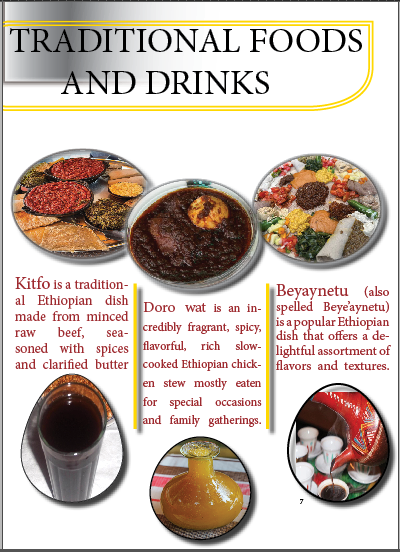 TRADITIONAL FOODS
AND DRINKS
Kitfo is a tradition-
al Ethiopian dish
made from minced
raw beef, sea-
soned with spices
and clarified butter
Doro wat is an in-
credibly fragrant, spicy,
flavorful, rich slow-
cooked Ethiopian chick-
en stew mostly eaten
for special occasions
and family gatherings.
Beyaynetu (also
spelled Beye'aynetu)
is a popular Ethiopian
dish that offers a de-
lightful assortment of
flavors and textures.
7